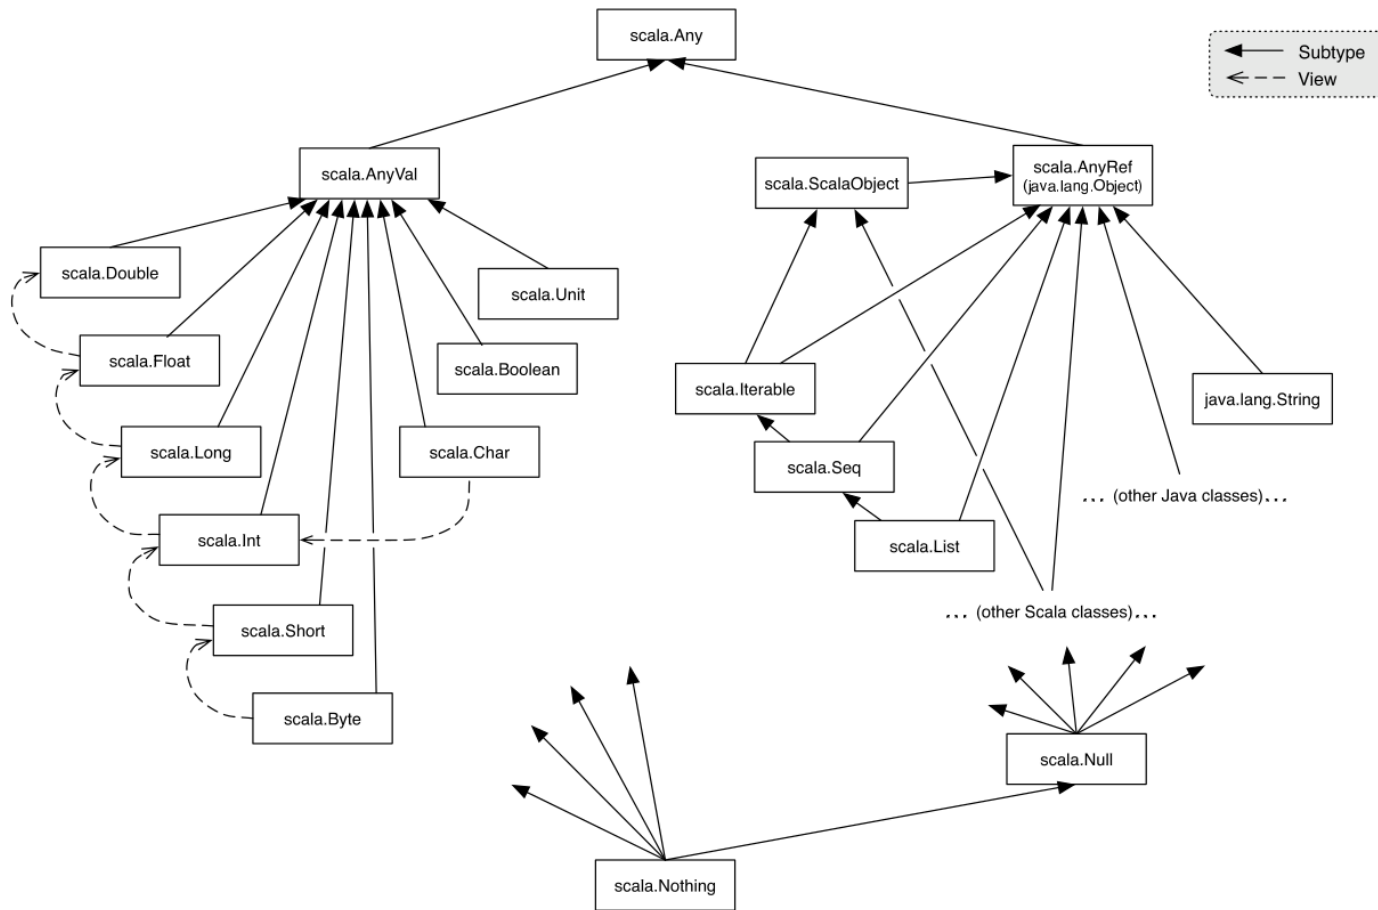 scala.Any
Subtype
View
scala.AnyVal
scala.ScalaObject
scala.AnyRef
(java.lang.Object)
scala.Double
scala.Unit
scala.Float
scala.Boolean
scala.Iterable
java.lang.String
scala.Long
scala.Char
scala.Seq
... (other Java classes)...
scala.Int
scala.List
... (other Scala classes)...
scala.Short
scala.Byte
scala.Null
scala.Nothing